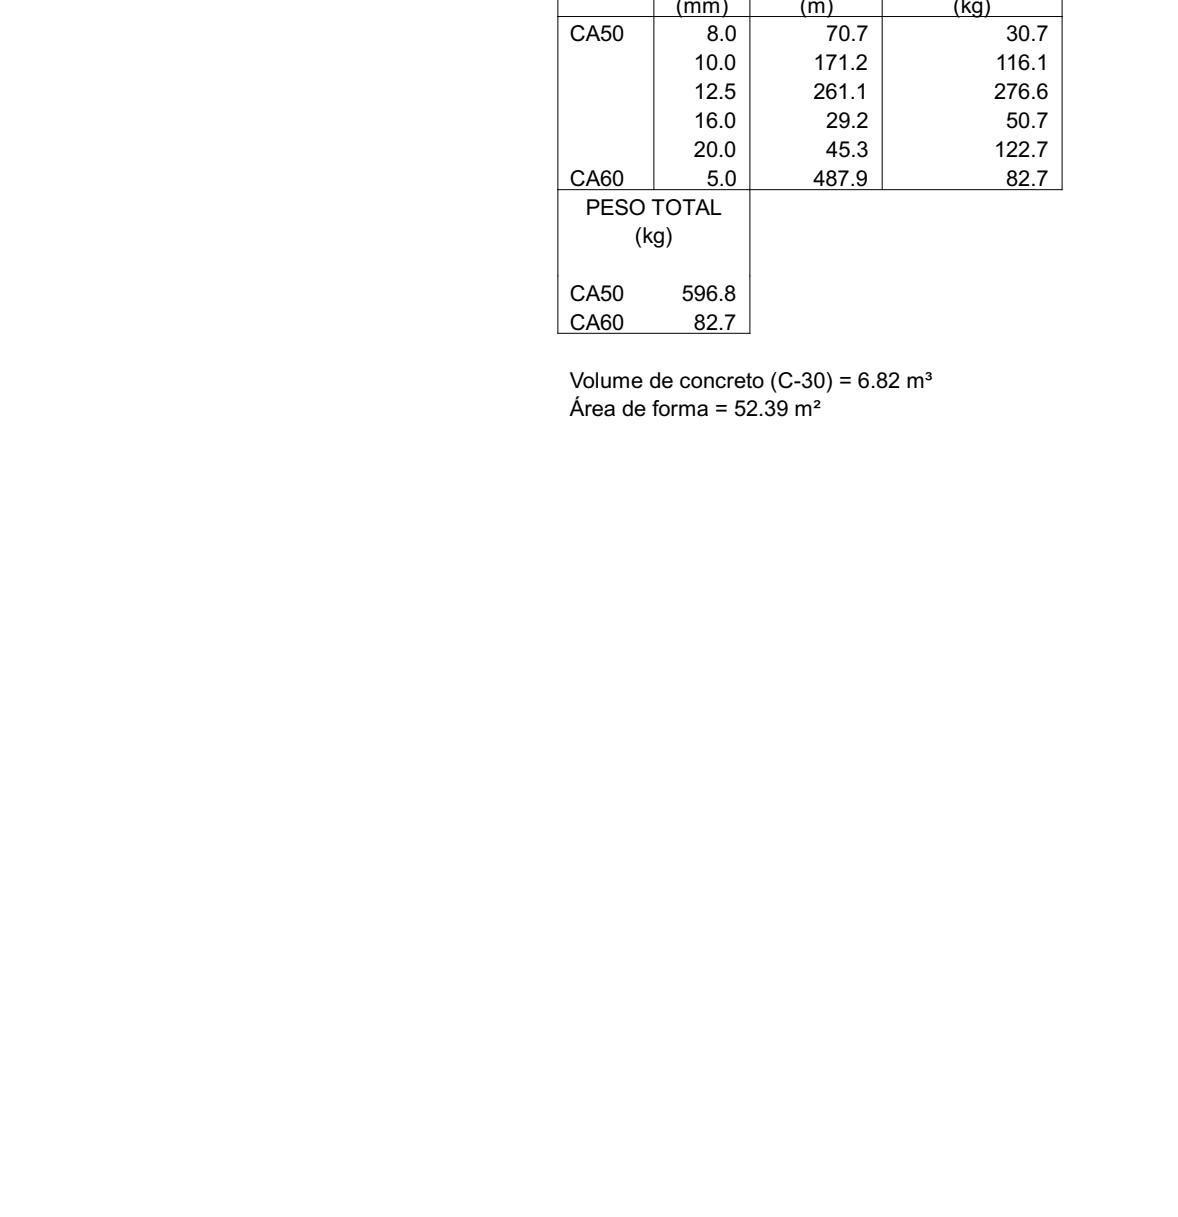 (mm) (m) (kg)
CA50 8.0 70.7 30.7
10.0 171.2 116.1
12.5 261.1 276.6
16.0 29.2 50.7
20.0 45.3 122.7
CA60 5.0 487.9 82.7
PESO TOTAL
(kg)
CA50 596.8
CA60 82.7
Volume de concreto (C-30) = 6.82 m³
Área de forma = 52.39 m²